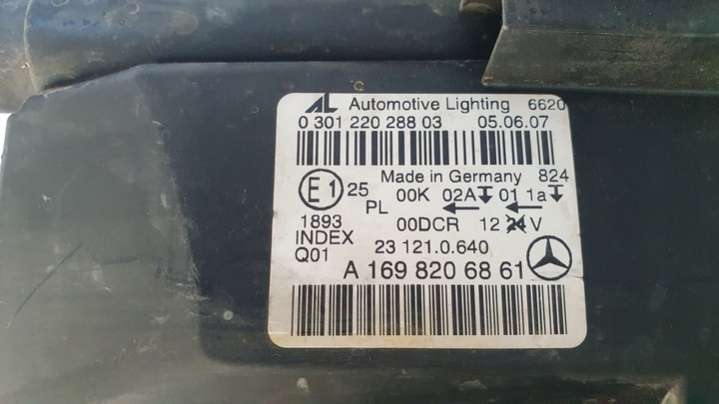 AL Automotive Lighting 6620
0 301 220 288 03 05.06.07
Made in Germany 824
E1 25 00K 02A 01 1a
PL
1893 00DCR 12 24 V
INDEX 23 121.0.640
Q01
A 169 820 68 61